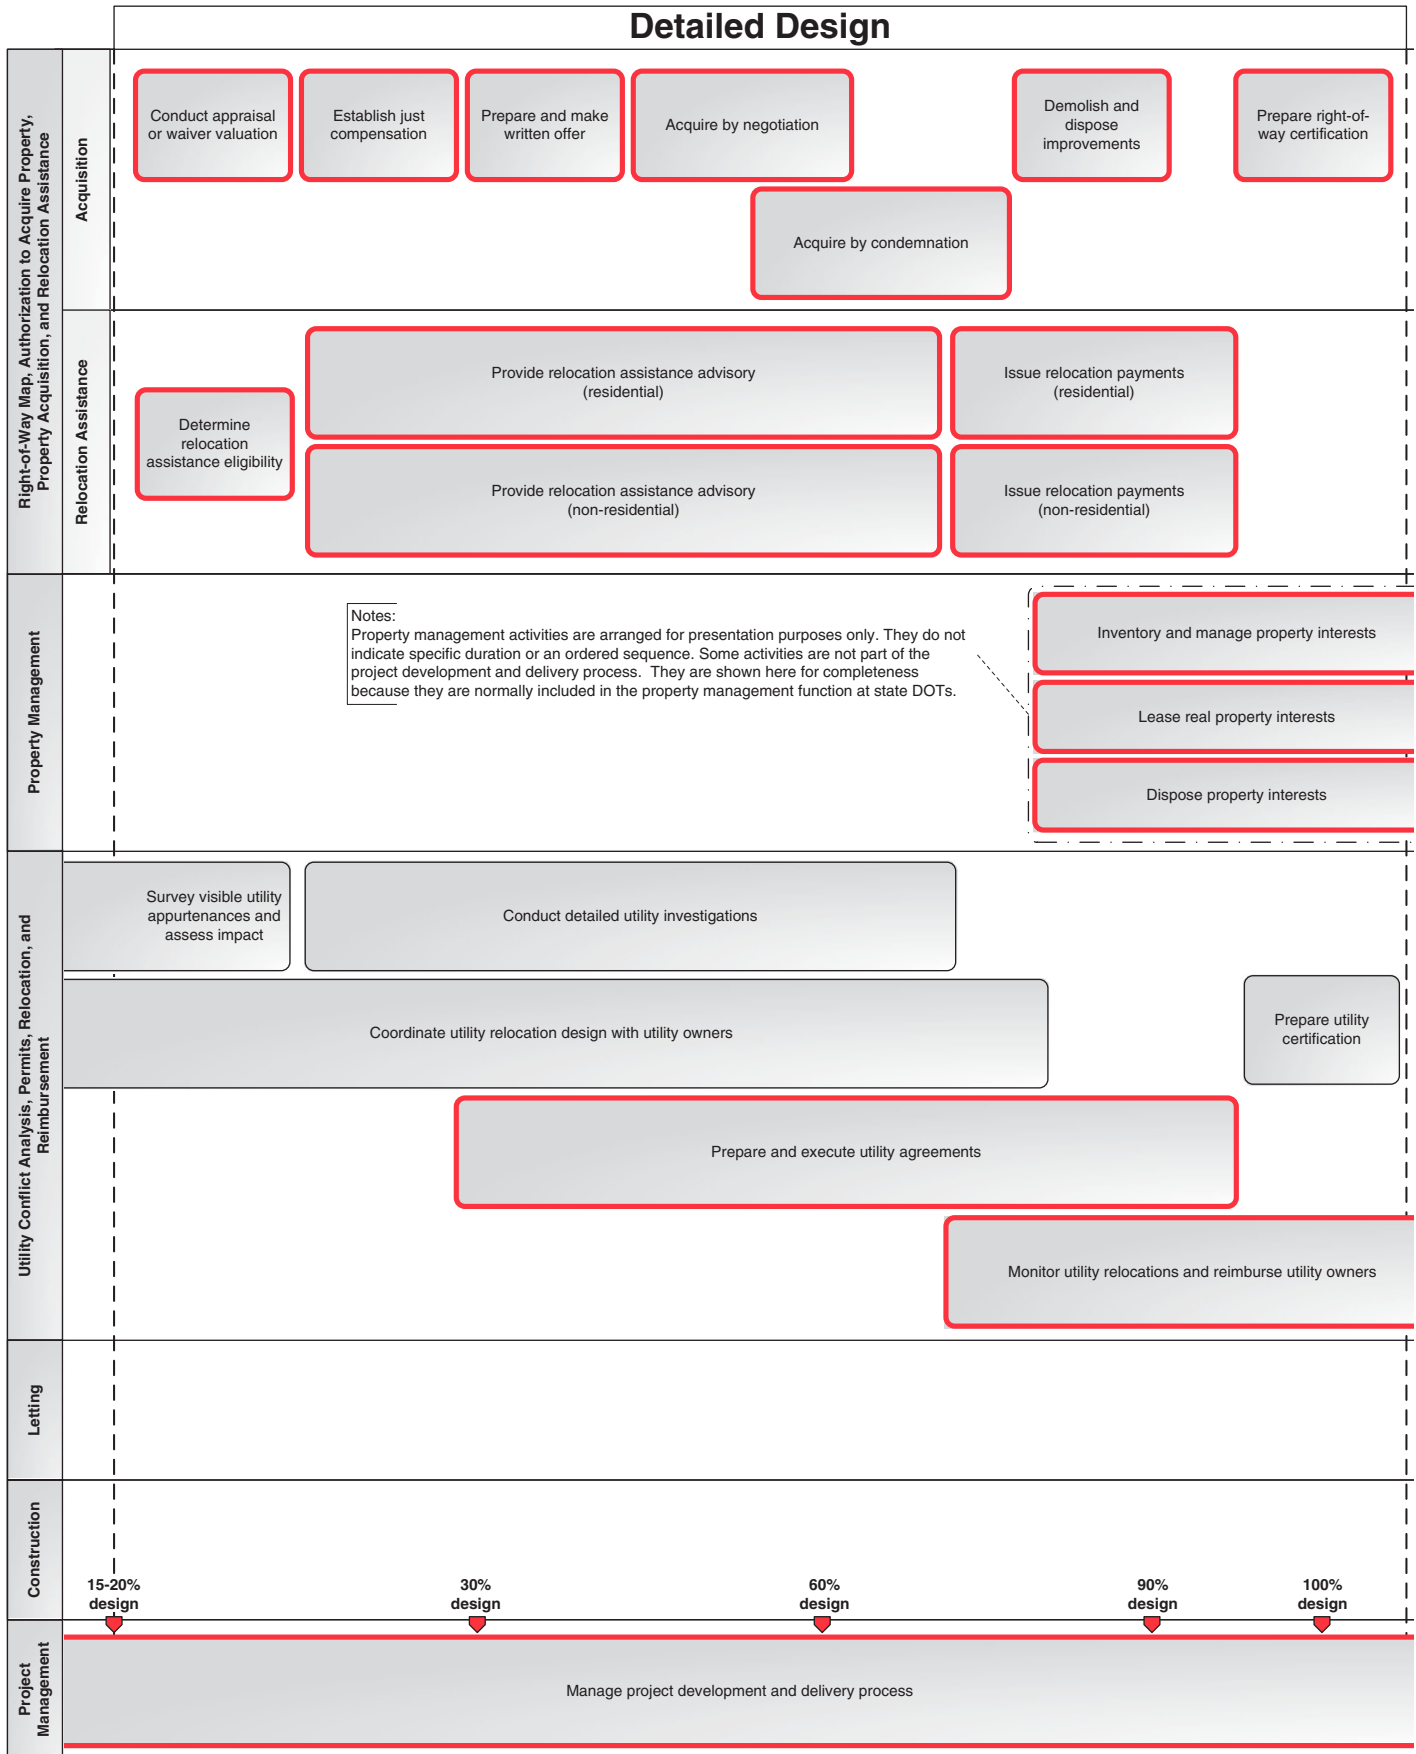 Detailed Design
Right-of-Way Map, Authorization to Acquire Property,
Property Acquisition, and Relocation Assistance
Acquisition
Conduct appraisal
or waiver valuation
Establish just
compensation
Prepare and make
written offer
Acquire by negotiation
Demolish and
dispose
improvements
Prepare right-of-
way certification
Acquire by condemnation
Relocation Assistance
Determine
relocation
assistance eligibility
Provide relocation assistance advisory
(residential)
Issue relocation payments
(residential)
Provide relocation assistance advisory
(non-residential)
Issue relocation payments
(non-residential)
Property Management
Notes:
Property management activities are arranged for presentation purposes only. They do not
indicate specific duration or an ordered sequence. Some activities are not part of the
project development and delivery process.  They are shown here for completeness
because they are normally included in the property management function at state DOTs.
Inventory and manage property interests
Lease real property interests
Dispose property interests
Utility Conflict Analysis, Permits, Relocation, and
Reimbursement
Survey visible utility
appurtenances and
assess impact
Conduct detailed utility investigations
Coordinate utility relocation design with utility owners
Prepare utility
certification
Prepare and execute utility agreements
Monitor utility relocations and reimburse utility owners
Letting
Construction
15-20%
design
30%
design
60%
design
90%
design
100%
design
Project
Management
Manage project development and delivery process